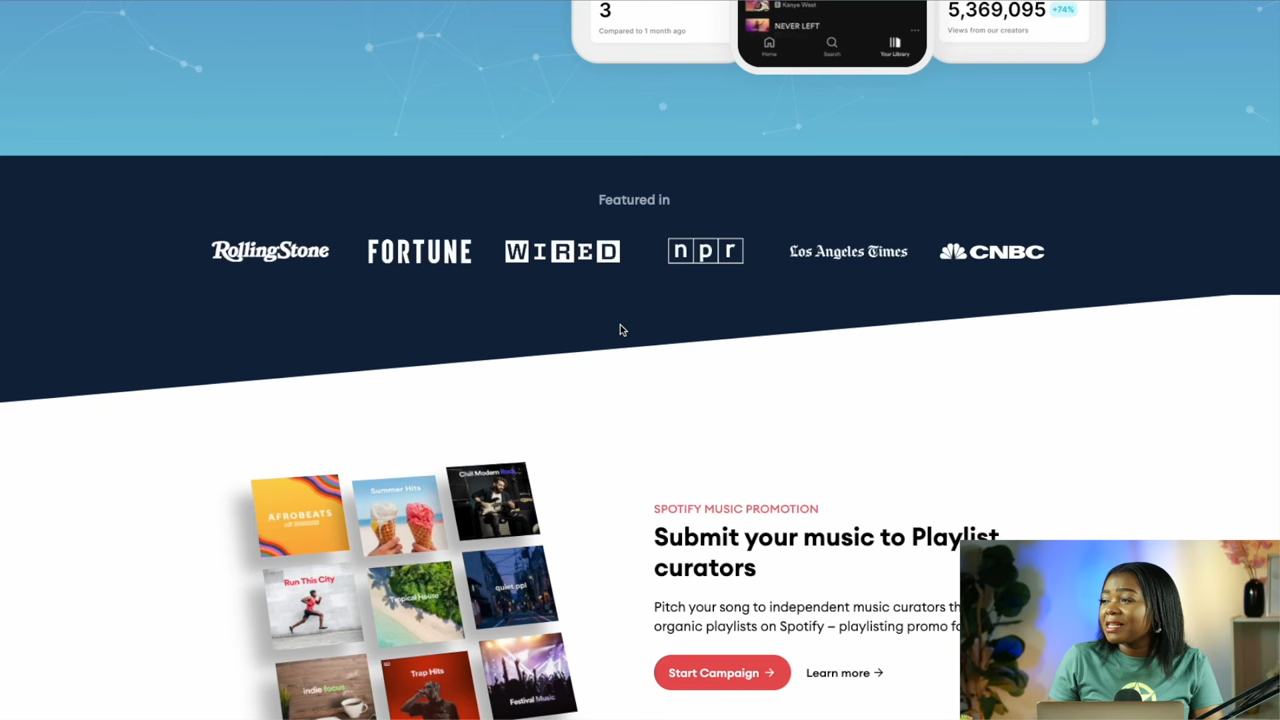 3
Compared to 1 month ago
Kanye West
NEVER LEFT
Home
Search
Your Library
5,369,095 +74%
Views from our creators
Featured in
RollingStone
FORTUNE
WIRED
npr
Los Angeles Times
CNBC
AFROBEATS
Summer Hits
Chill Modern Rock
Run This City
Tropical House
quiet.ppl
indie focus
Trap Hits
Festival Music
SPOTIFY MUSIC PROMOTION
Submit your music to Playlist
curators
Pitch your song to independent music curators
organic playlists on Spotify – playlisting promo
Start Campaign →
Learn more →